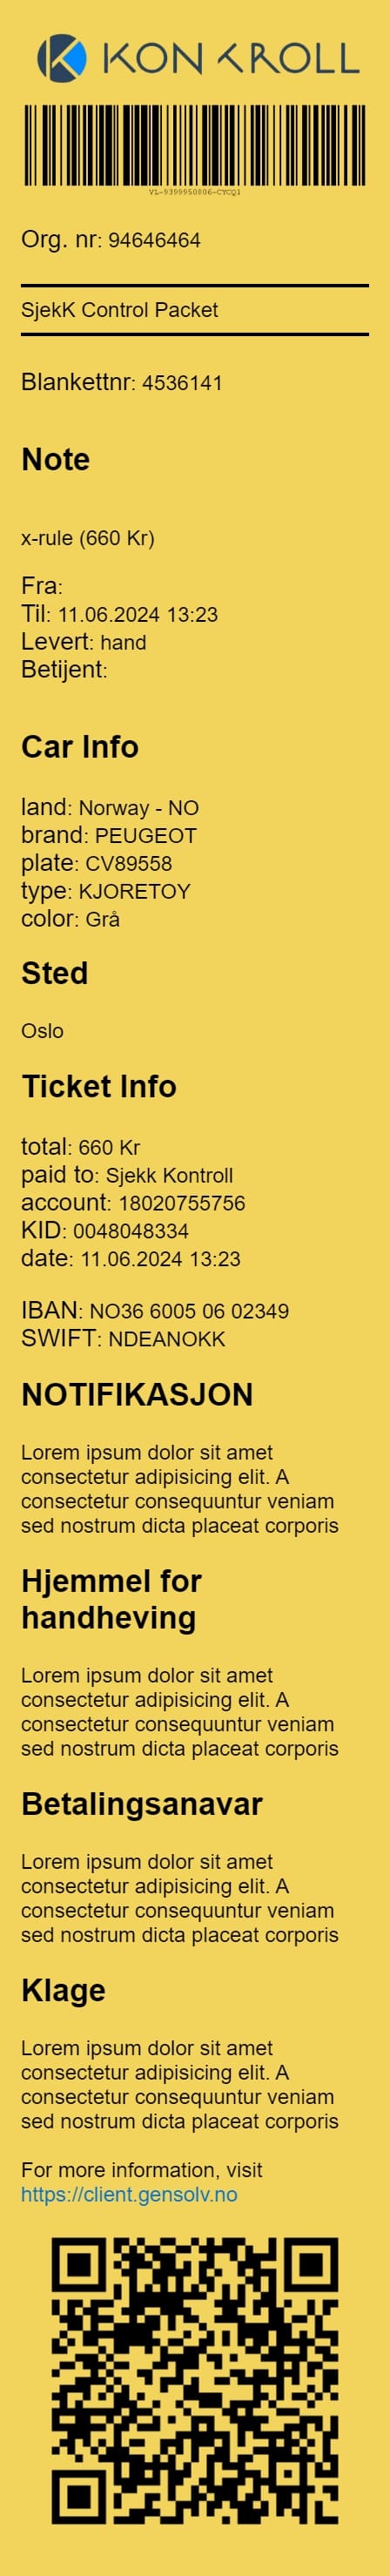 KONKROLL
VL-9399950806-CYCQ1
Org. nr: 94646464
SjekK Control Packet
Blankettnr: 4536141
Note
x-rule (660 Kr)
Fra:
Til: 11.06.2024 13:23
Levert: hand
Betijent:
Car Info
land: Norway - NO
brand: PEUGEOT
plate: CV89558
type: KJORETOY
color: Grå
Sted
Oslo
Ticket Info
total: 660 Kr
paid to: Sjekk Kontroll
account: 18020755756
KID: 0048048334
date: 11.06.2024 13:23
IBAN: NO36 6005 06 02349
SWIFT: NDEANOKK
NOTIFIKASJON
Lorem ipsum dolor sit amet
consectetur adipisicing elit. A
consectetur consequuntur veniam
sed nostrum dicta placeat corporis
Hjemmel for
handheving
Lorem ipsum dolor sit amet
consectetur adipisicing elit. A
consectetur consequuntur veniam
sed nostrum dicta placeat corporis
Betalingsanavar
Lorem ipsum dolor sit amet
consectetur adipisicing elit. A
consectetur consequuntur veniam
sed nostrum dicta placeat corporis
Klage
Lorem ipsum dolor sit amet
consectetur adipisicing elit. A
consectetur consequuntur veniam
sed nostrum dicta placeat corporis
For more information, visit
https://client.gensolv.no